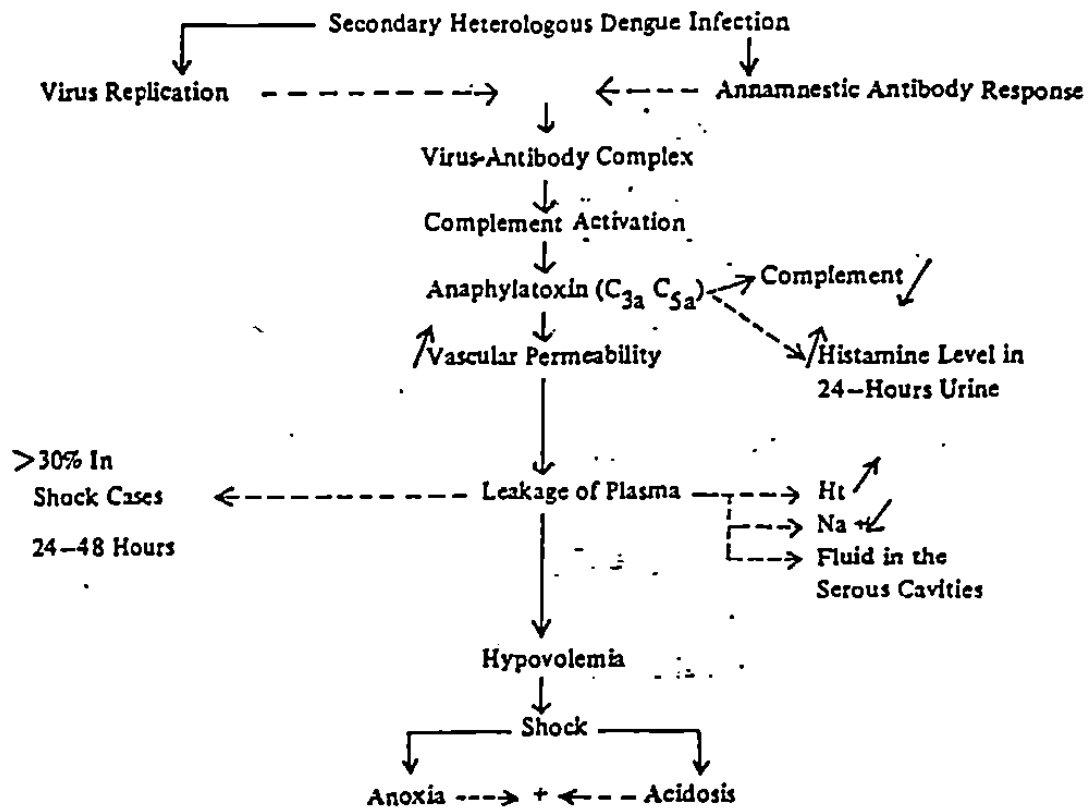 Secondary Heterologous Dengue Infection
Virus Replication
Annamnestic Antibody Response
Virus-Antibody Complex
Complement Activation
Anaphylatoxin (C3a C5a)
Complement
Vascular Permeability
Histamine Level in
24–Hours Urine
>30% In
Shock Cases
24–48 Hours
Leakage of Plasma
Ht
Na +
Fluid in the
Serous Cavities
Hypovolemia
Shock
Anoxia + Acidosis